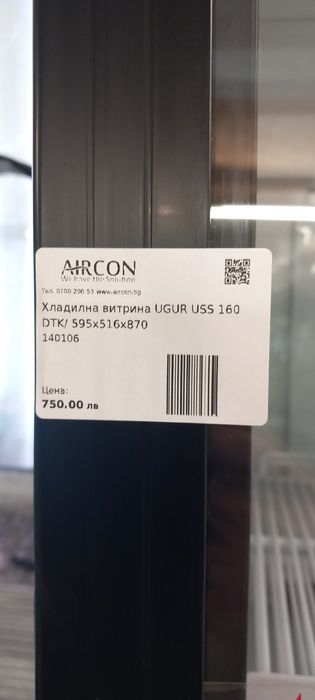 AIRCON
We have the Solution
Тел. 0700 200 53 www.aircon.bg
Хладилна витрина UGUR USS 160
DTK/ 595x516x870
140106
Цена:
750.00 лв